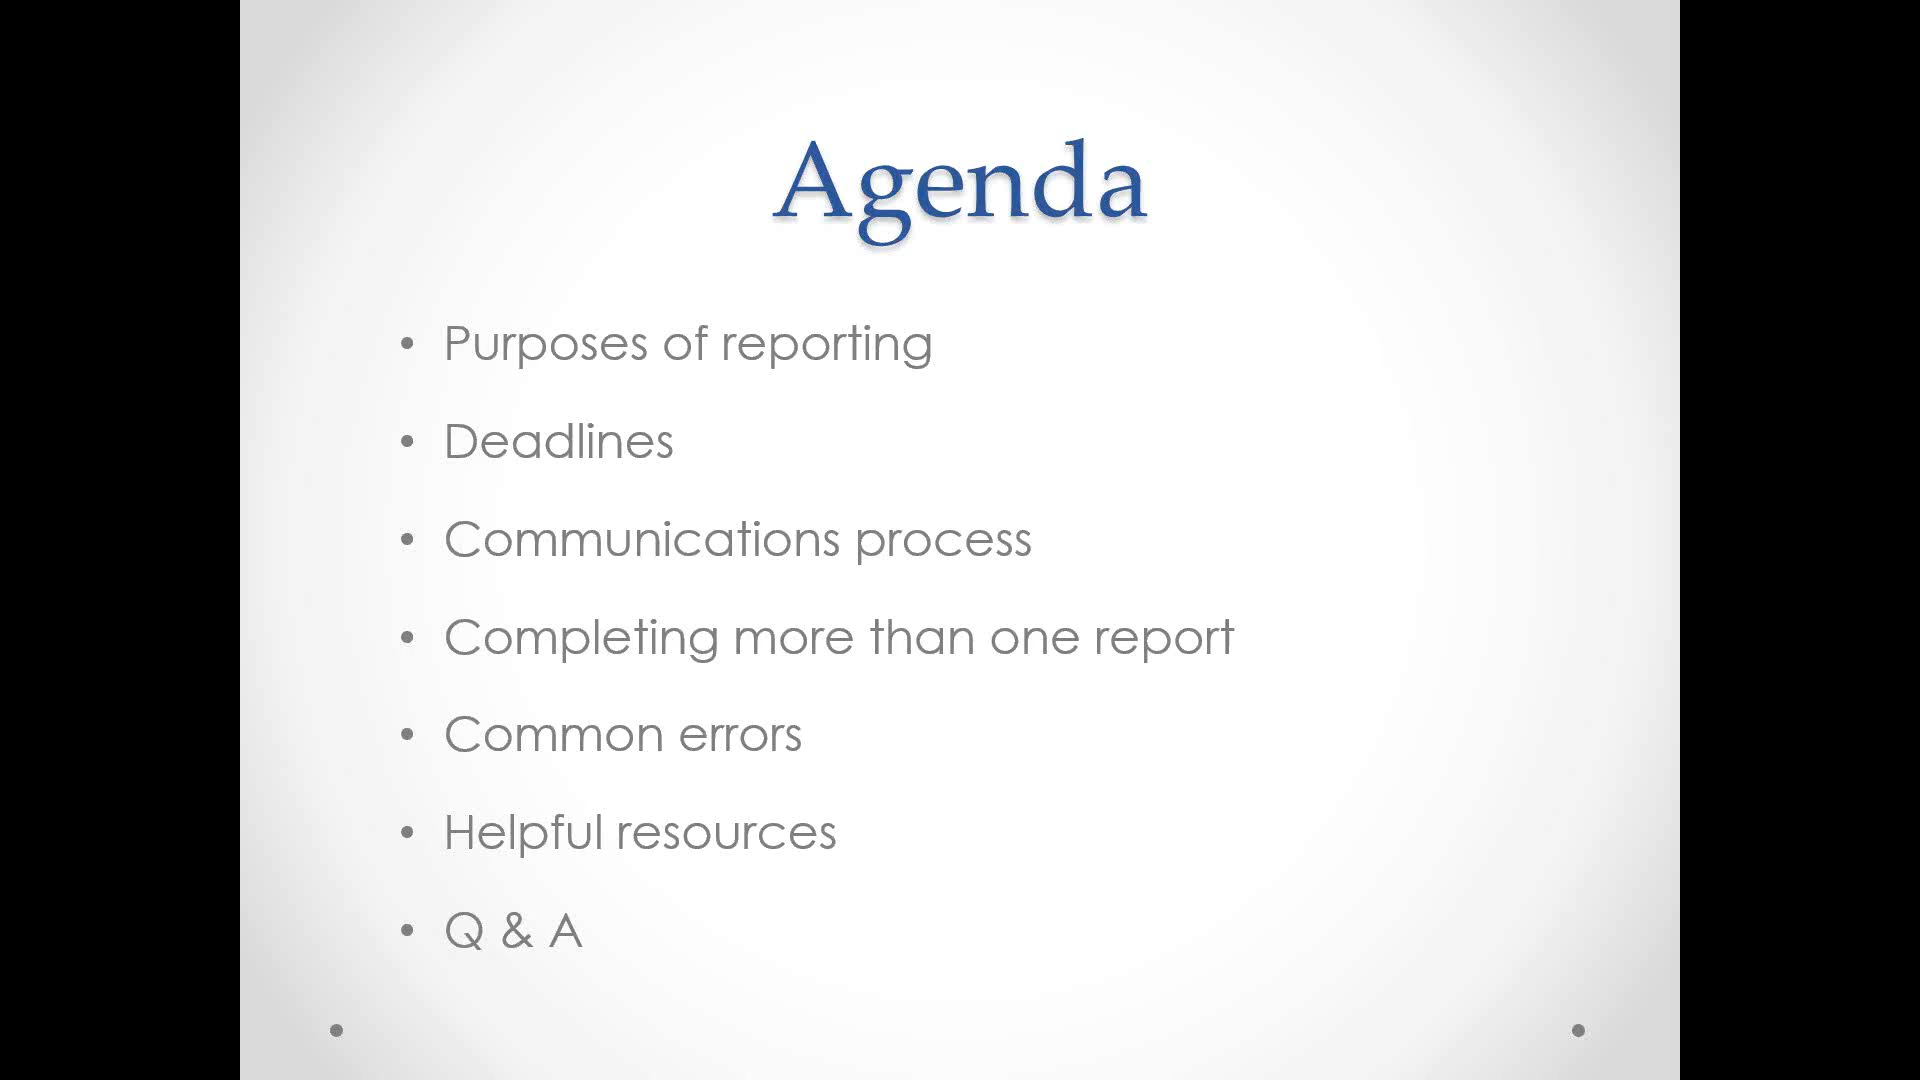 Agenda
• Purposes of reporting
• Deadlines
• Communications process
• Completing more than one report
• Common errors
• Helpful resources
• Q & A